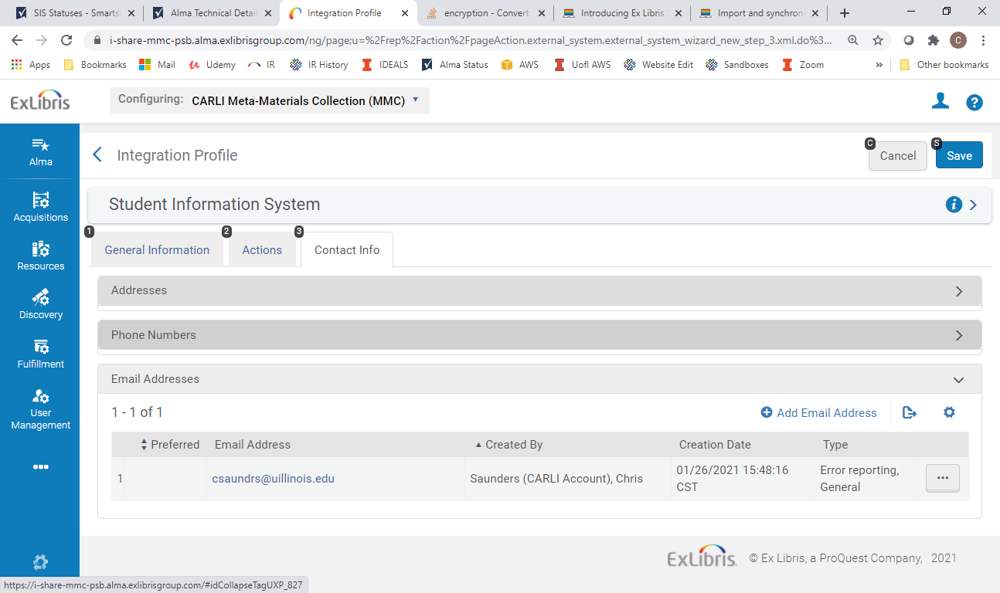 SIS Statuses - Smarts
Alma Technical Detail
Integration Profile
encryption - Convert
Introducing Ex Libris
Import and synchron
i-share-mmc-psb.alma.exlibrisgroup.com/ng/page;u=%2Frep%2Faction%2FpageAction.external_system.external_system_wizard_new_step_3.xml.do%3...
C
Apps
Bookmarks
Mail
Udemy
IR
IR History
IDEALS
Alma Status
AWS
UofI AWS
Website Edit
Sandboxes
Zoom
»
Other bookmarks
ExLibris
Configuring: CARLI Meta-Materials Collection (MMC)
?
Alma
Acquisitions
Resources
Discovery
Fulfillment
User
Management
Integration Profile
C
Cancel
S
Save
Student Information System
i
1
General Information
2
Actions
3
Contact Info
Addresses
Phone Numbers
Email Addresses
1 - 1 of 1
Add Email Address
Preferred Email Address Created By Creation Date Type
1 csaundrs@uillinois.edu Saunders (CARLI Account), Chris 01/26/2021 15:48:16 Error reporting,
CST General
ExLibris. © Ex Libris, a ProQuest Company, 2021
https://i-share-mmc-psb.alma.exlibrisgroup.com/#idCollapseTagUXP_827